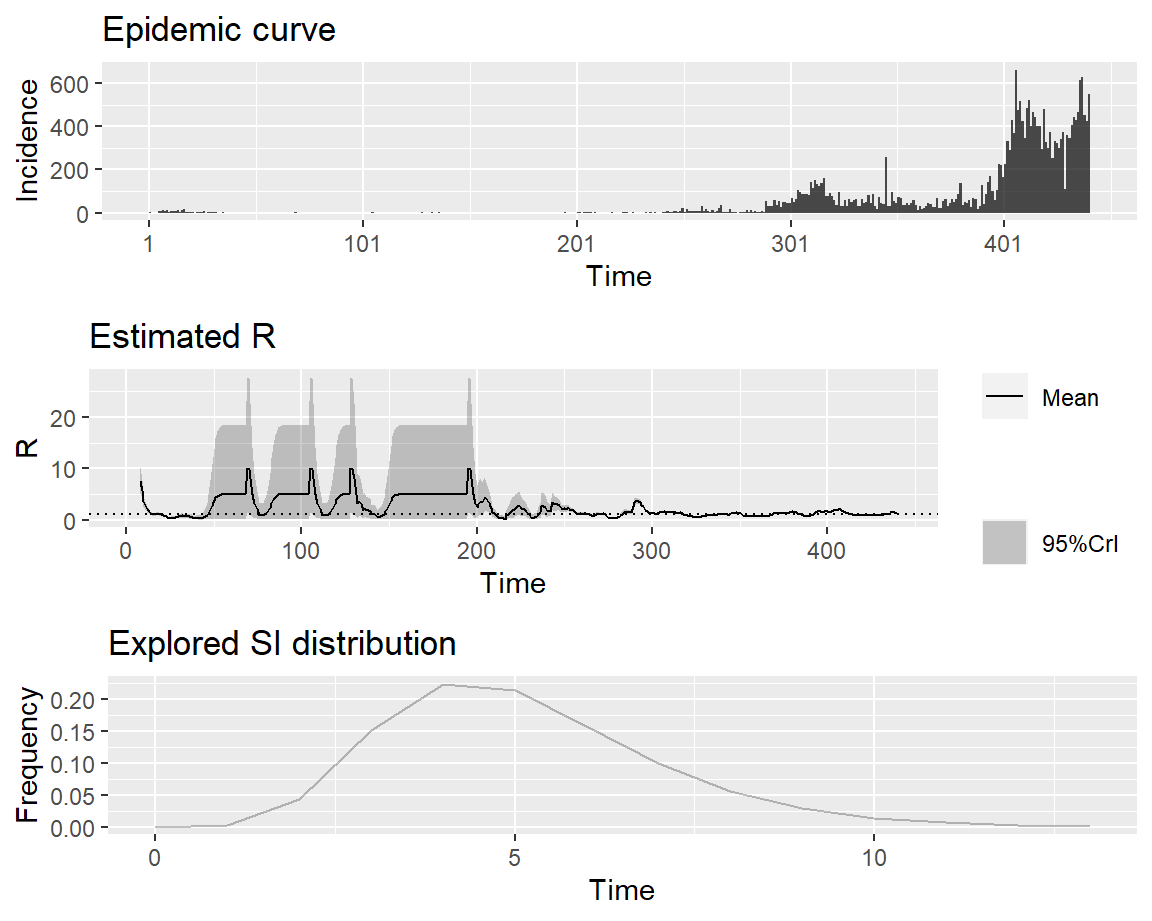 Epidemic curve
Incidence
600
400
200
0
1 101 201 301 401
Time
Estimated R
R
20
10
0
0 100 200 300 400
Time
Mean
95%CrI
Explored SI distribution
Frequency
0.20
0.15
0.10
0.05
0.00
0 5 10
Time